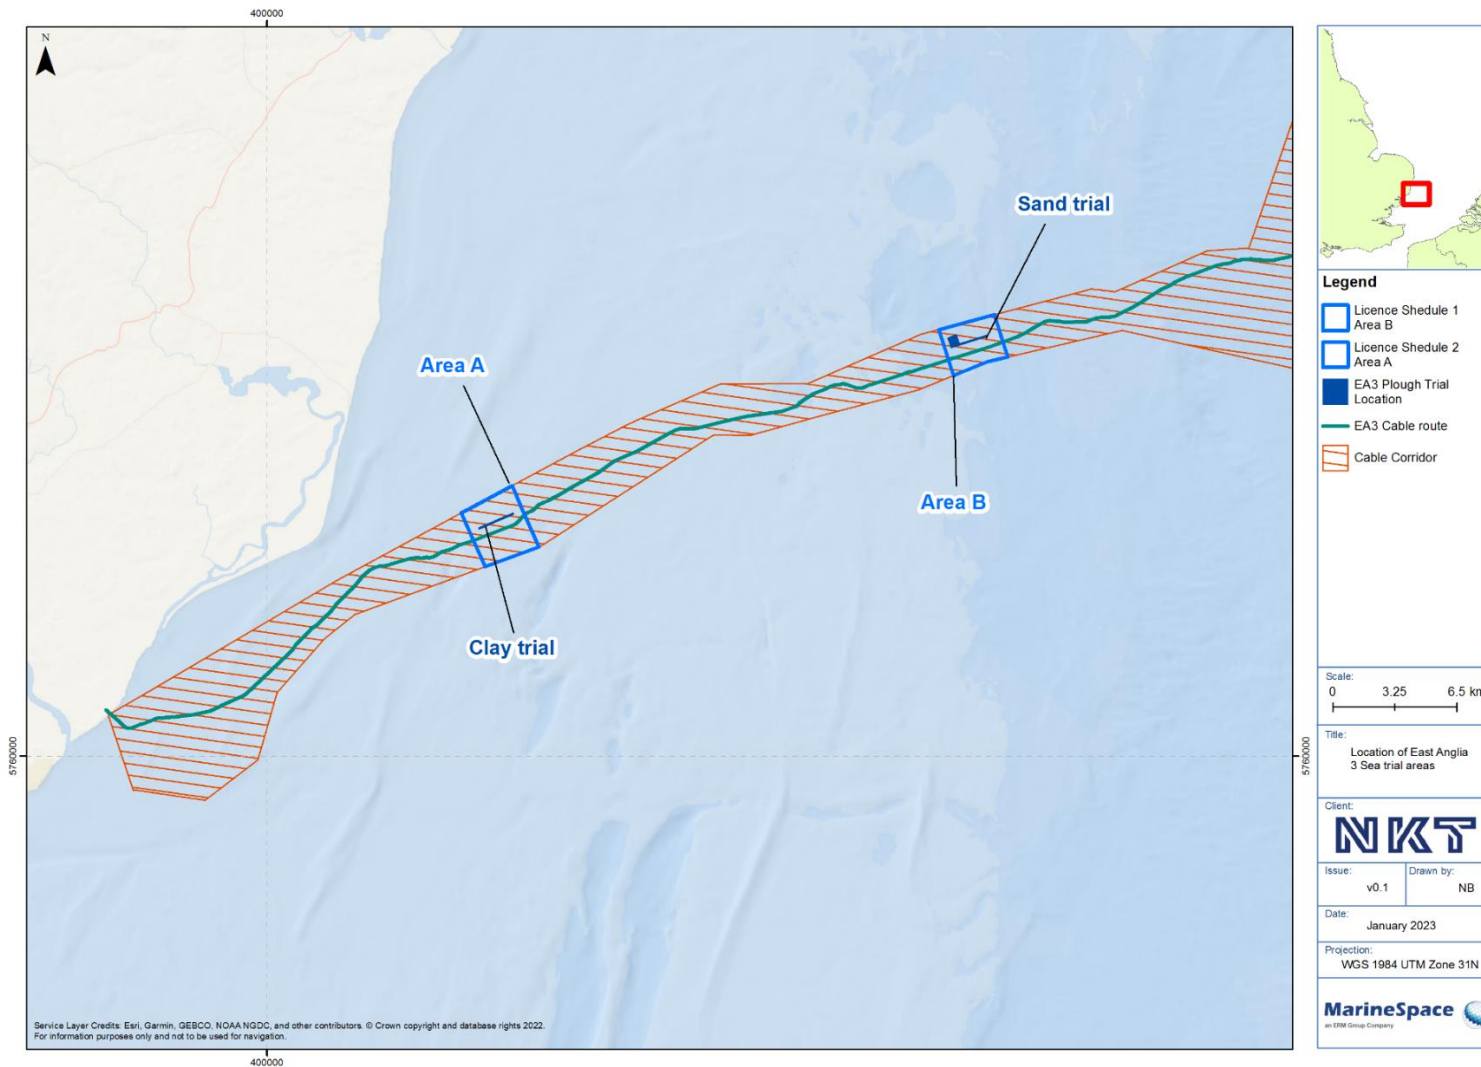 400000
N
Sand trial
Area A
Area B
Clay trial
5760000
5760000
Service Layer Credits: Esri, Garmin, GEBCO, NOAA NGDC, and other contributors. © Crown copyright and database rights 2022.
For information purposes only and not to be used for navigation.
400000
Legend
Licence Shedule 1
Area B
Licence Shedule 2
Area A
EA3 Plough Trial
Location
EA3 Cable route
Cable Corridor
Scale:
0 3.25 6.5 km
Title:
Location of East Anglia
3 Sea trial areas
Client:
NKT
Issue: Drawn by:
v0.1 NB
Date:
January 2023
Projection:
WGS 1984 UTM Zone 31N
MarineSpace
an ERM Group Company